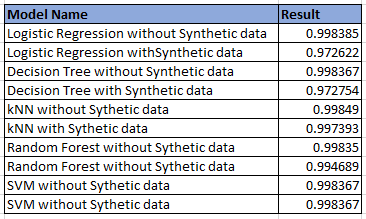 Model Name Result
Logistic Regression without Synthetic data 0.998385
Logistic Regression withSynthetic data 0.972622
Decision Tree without Synthetic data 0.998367
Decision Tree with Synthetic data 0.972754
kNN without Sythetic data 0.99849
kNN with Sythetic data 0.997393
Random Forest without Sythetic data 0.99835
Random Forest without Sythetic data 0.994689
SVM without Sythetic data 0.998367
SVM without Sythetic data 0.998367